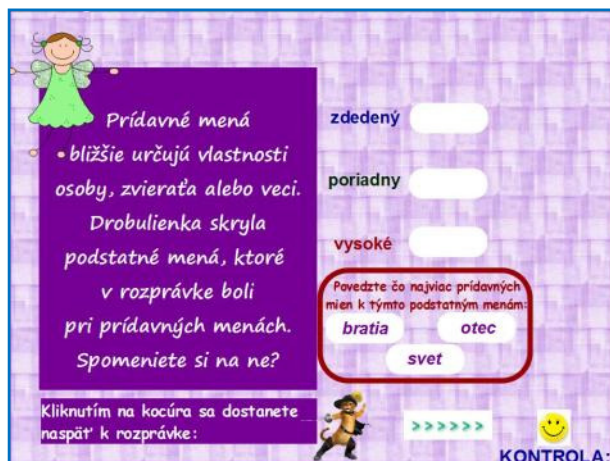 Prídavné mená
bližšie určujú vlastnosti
osoby, zvieraťa alebo veci.
Drobulienka skryla
podstatné mená, ktoré
v rozprávke boli
pri prídavných menách.
Spomeniete si na ne?
zdedený
poriadny
vysoké
Povedzte čo najviac prídavných
mien k týmto podstatným menám:
bratia otec
svet
Kliknutím na kocúra sa dostanete
naspäť k rozprávke:
>>>>>>
KONTROLA: